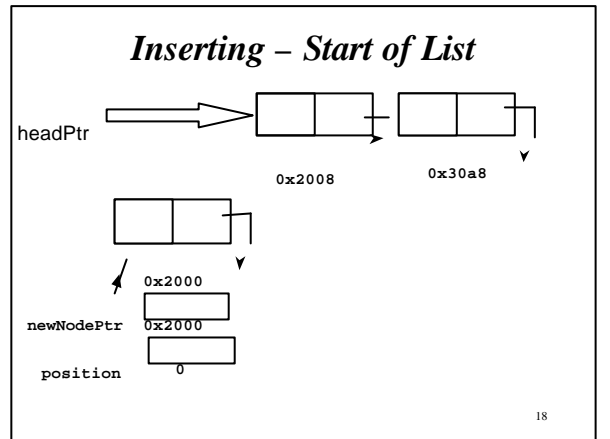 Inserting – Start of List
headPtr
0x2008
0x30a8
0x2000
newNodePtr 0x2000
position 0
18